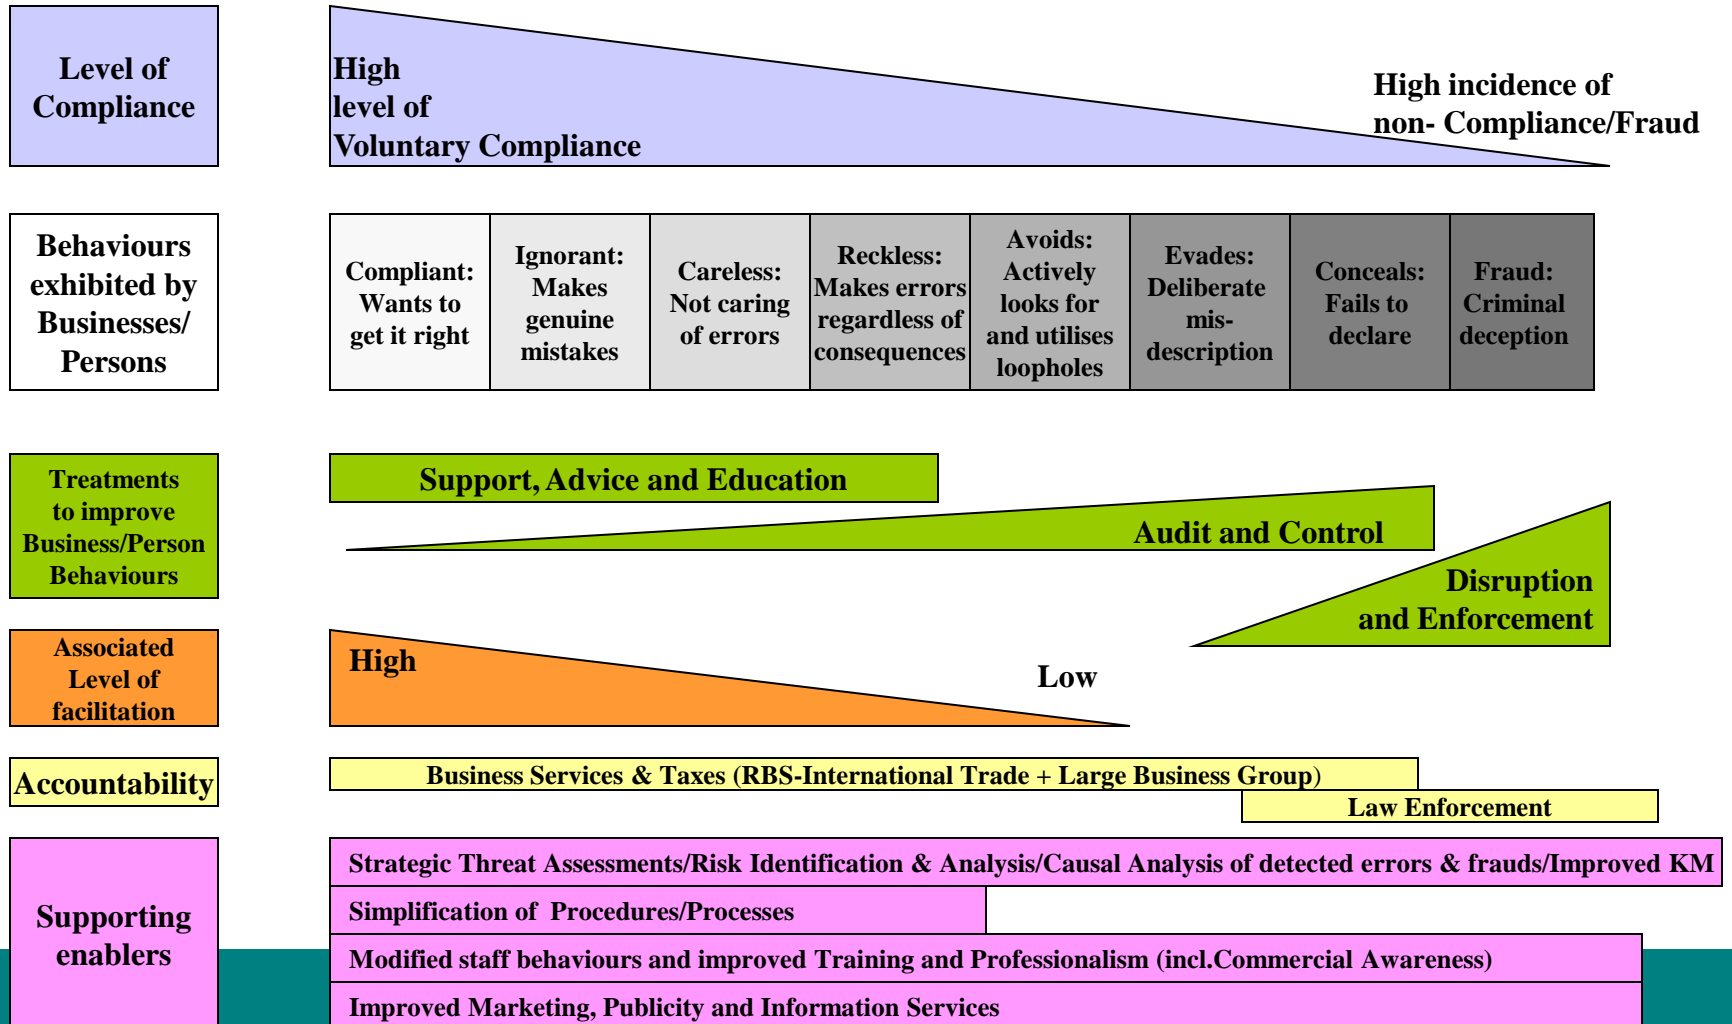 Level of
Compliance
High
level of
Voluntary Compliance
High incidence of
non- Compliance/Fraud
Behaviours
exhibited by
Businesses/
Persons
Compliant:
Wants to
get it right
Ignorant:
Makes
genuine
mistakes
Careless:
Not caring
of errors
Reckless:
Makes errors
regardless of
consequences
Avoids:
Actively
looks for
and utilises
loopholes
Evades:
Deliberate
mis-
description
Conceals:
Fails to
declare
Fraud:
Criminal
deception
Treatments
to improve
Business/Person
Behaviours
Support, Advice and Education
Audit and Control
Disruption
and Enforcement
Associated
Level of
facilitation
High
Low
Accountability
Business Services & Taxes (RBS-International Trade + Large Business Group)
Law Enforcement
Supporting
enablers
Strategic Threat Assessments/Risk Identification & Analysis/Causal Analysis of detected errors & frauds/Improved KM
Simplification of Procedures/Processes
Modified staff behaviours and improved Training and Professionalism (incl.Commercial Awareness)
Improved Marketing, Publicity and Information Services